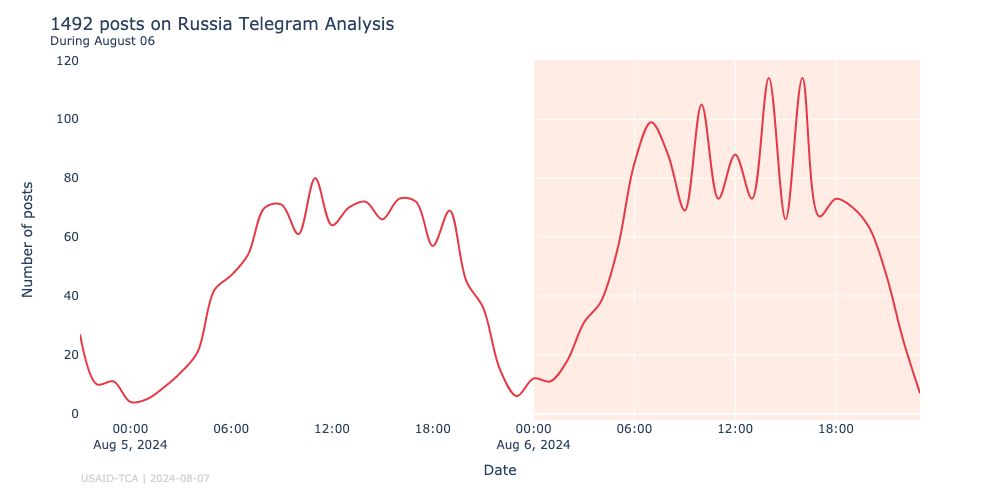 1492 posts on Russia Telegram Analysis
During August 06
120
100
80
60
40
20
0
Number of posts
00:00 06:00 12:00 18:00 00:00 06:00 12:00 18:00
Aug 5, 2024 Aug 6, 2024
Date
USAID-TCA | 2024-08-07